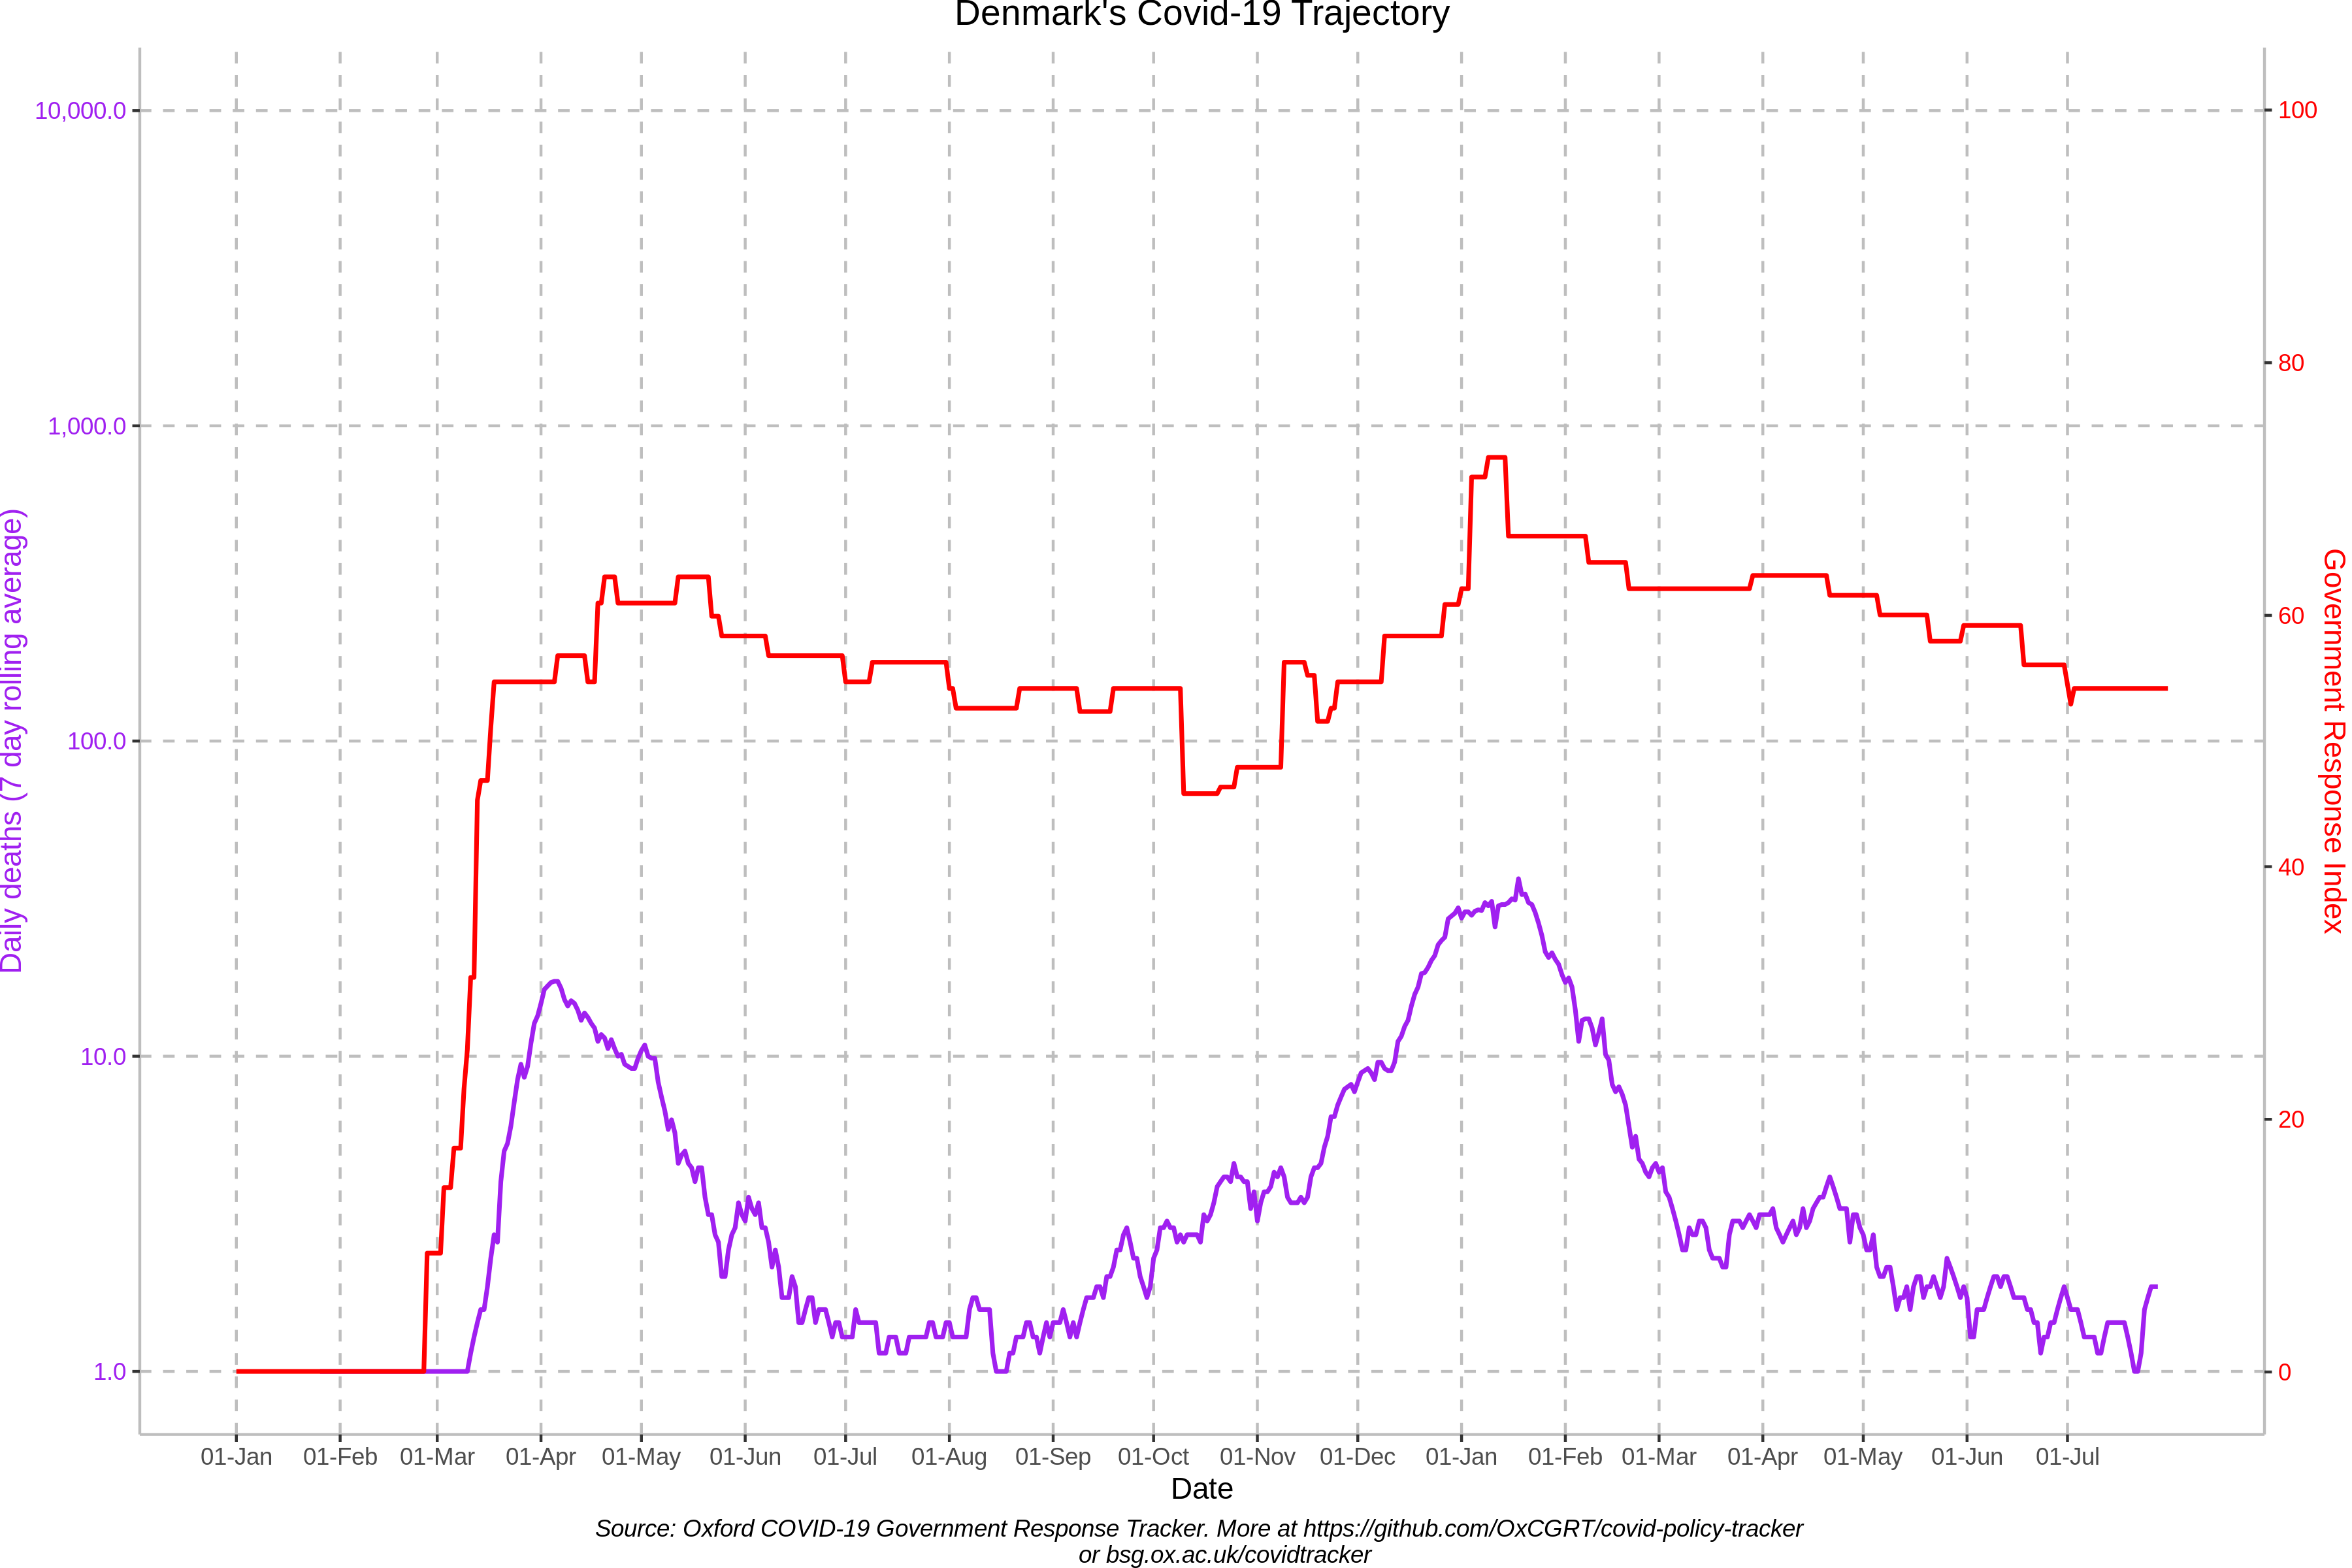 Denmark's Covid-19 Trajectory
10,000.0
1,000.0
100.0
10.0
1.0
Daily deaths (7 day rolling average)
100
80
60
40
20
0
Government Response Index
01-Jan 01-Feb 01-Mar 01-Apr 01-May 01-Jun 01-Jul 01-Aug 01-Sep 01-Oct 01-Nov 01-Dec 01-Jan 01-Feb 01-Mar 01-Apr 01-May 01-Jun 01-Jul
Date
Source: Oxford COVID-19 Government Response Tracker. More at https://github.com/OxCGRT/covid-policy-tracker
or bsg.ox.ac.uk/covidtracker